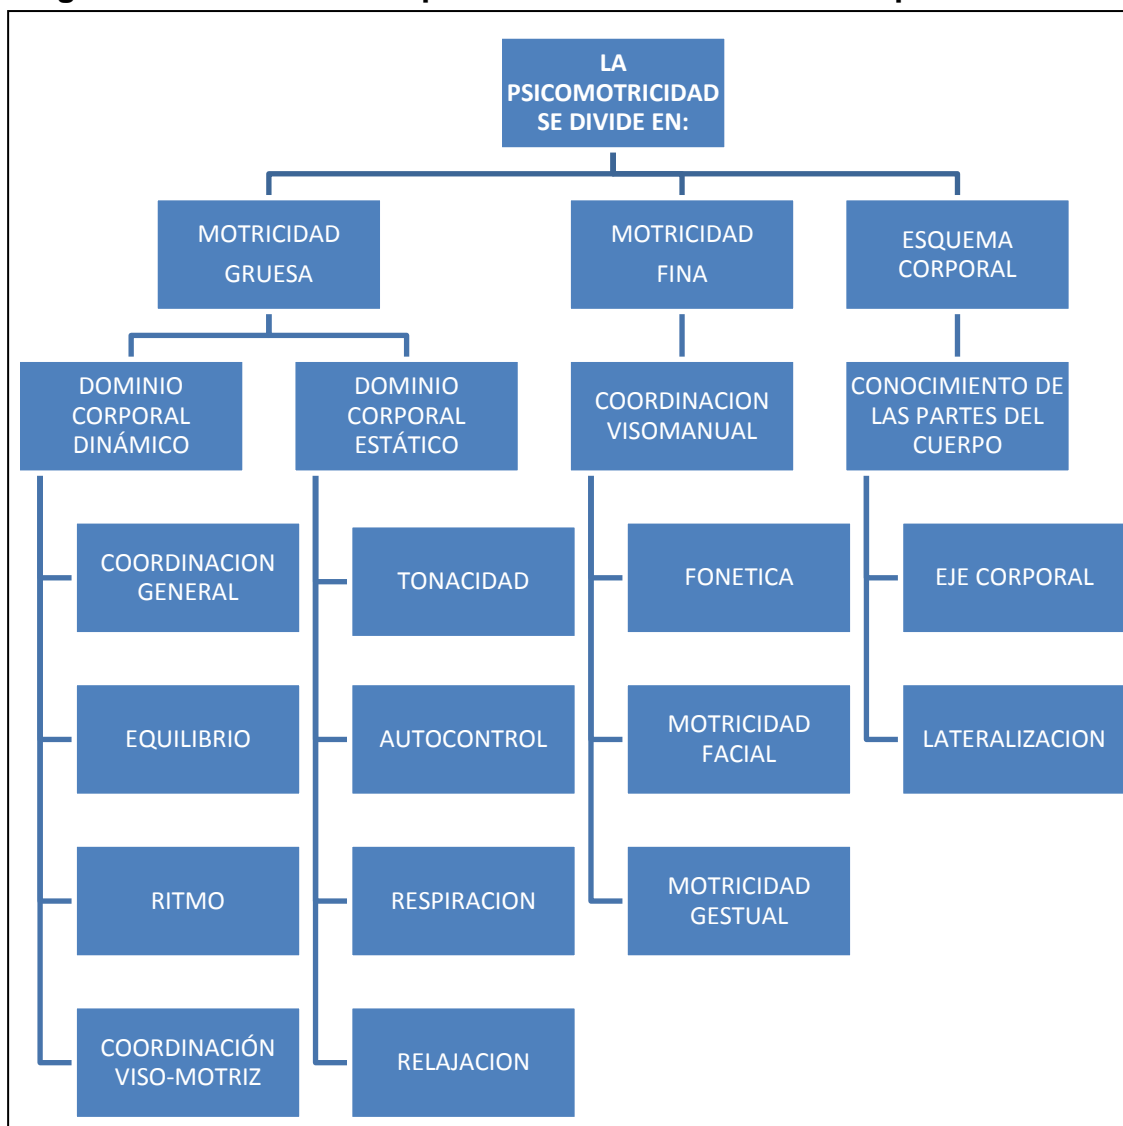 LA
PSICOMOTRICIDAD
SE DIVIDE EN:
MOTRICIDAD
GRUESA
MOTRICIDAD
FINA
ESQUEMA
CORPORAL
DOMINIO
CORPORAL
DINÁMICO
DOMINIO
CORPORAL
ESTÁTICO
COORDINACION
VISOMANUAL
CONOCIMIENTO DE
LAS PARTES DEL
CUERPO
COORDINACION
GENERAL
TONACIDAD
FONETICA
EJE CORPORAL
EQUILIBRIO
AUTOCONTROL
MOTRICIDAD
FACIAL
LATERALIZACION
RITMO
RESPIRACION
MOTRICIDAD
GESTUAL
COORDINACIÓN
VISO-MOTRIZ
RELAJACION